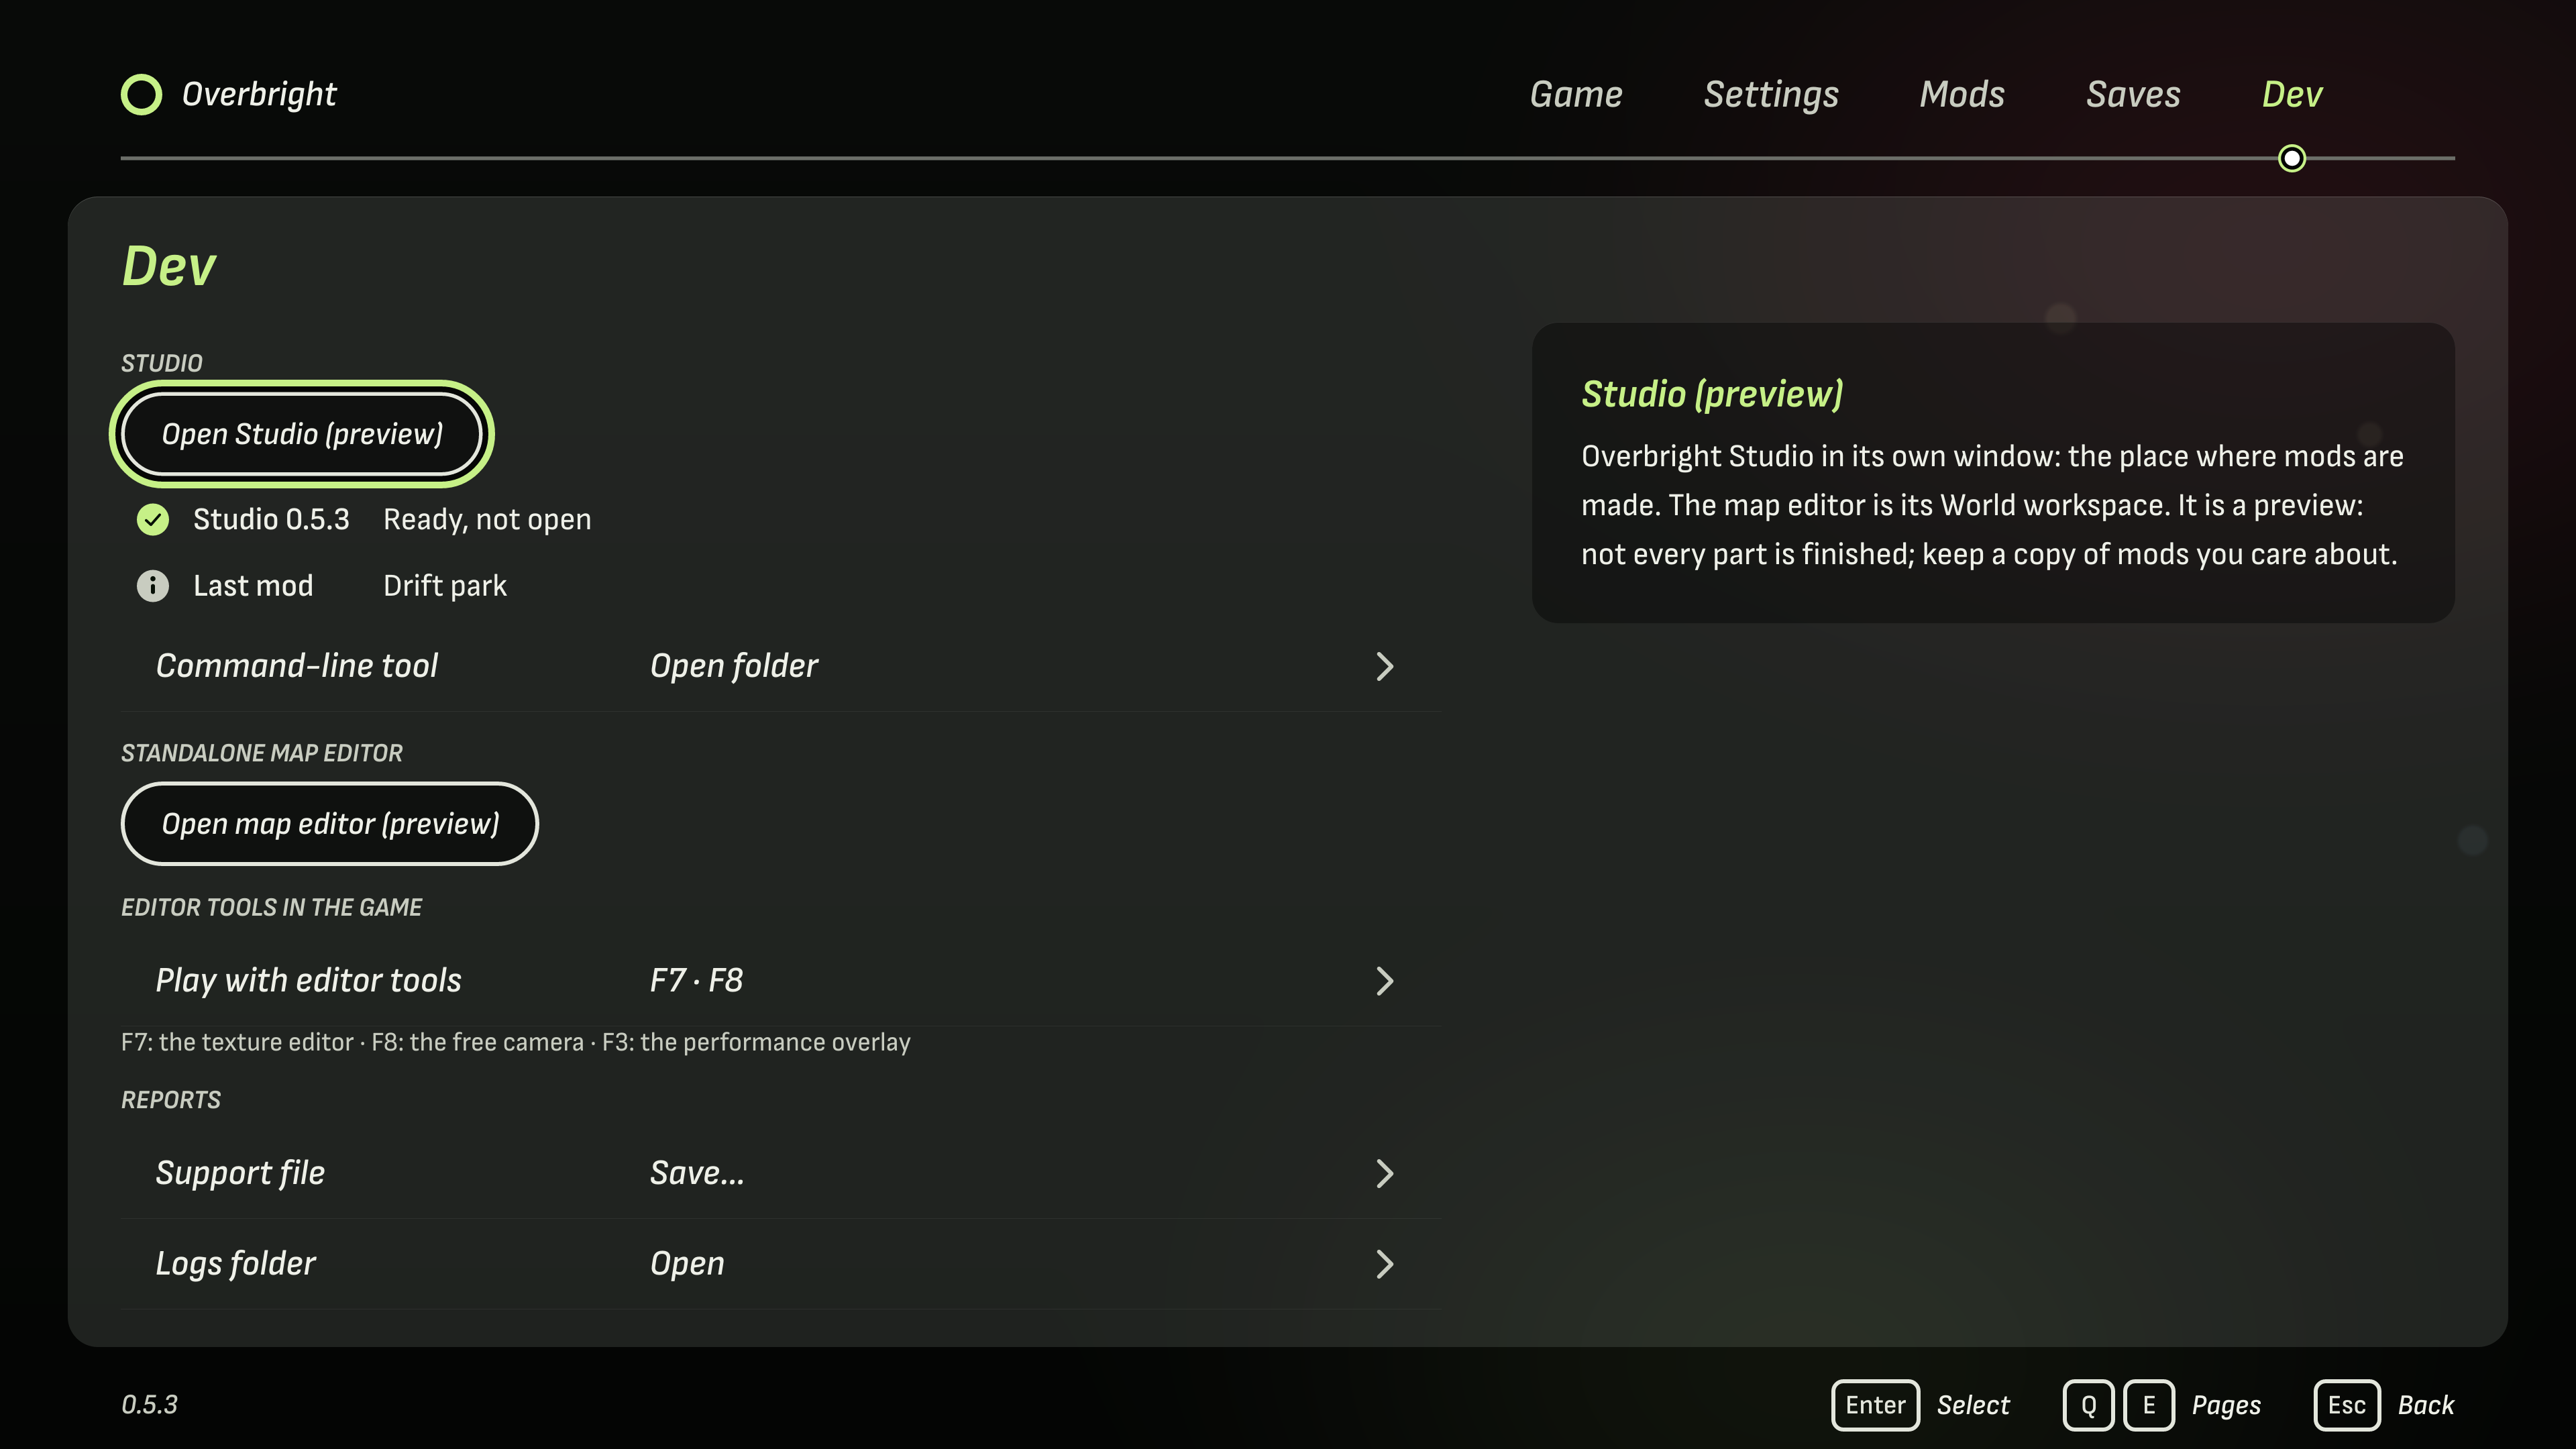 Overbright
Game Settings Mods Saves Dev
Dev
STUDIO
Open Studio (preview)
Studio 0.5.3 Ready, not open
Last mod Drift park
Command-line tool Open folder
STANDALONE MAP EDITOR
Open map editor (preview)
EDITOR TOOLS IN THE GAME
Play with editor tools F7 · F8
F7: the texture editor · F8: the free camera · F3: the performance overlay
REPORTS
Support file Save...
Logs folder Open
Studio (preview)
Overbright Studio in its own window: the place where mods are
made. The map editor is its World workspace. It is a preview:
not every part is finished; keep a copy of mods you care about.
0.5.3
Enter Select Q E Pages Esc Back